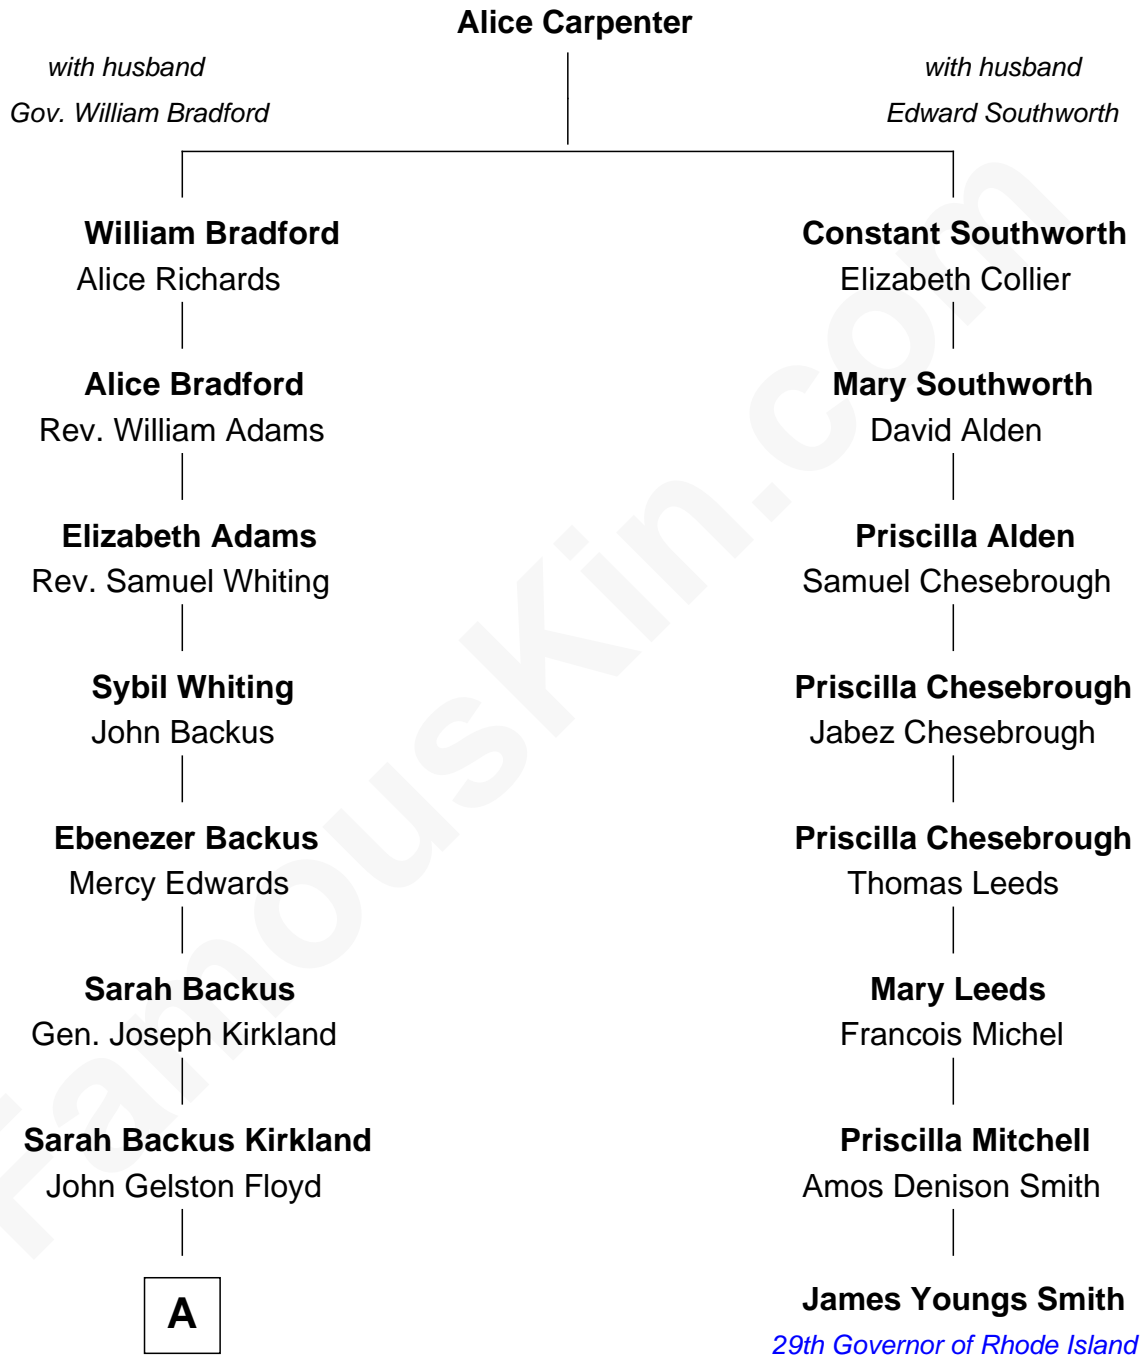 Alice Carpenter
with husband
Gov. William Bradford
with husband
Edward Southworth
William Bradford
Alice Richards
Constant Southworth
Elizabeth Collier
Alice Bradford
Rev. William Adams
Mary Southworth
David Alden
Elizabeth Adams
Rev. Samuel Whiting
Priscilla Alden
Samuel Chesebrough
Sybil Whiting
John Backus
Priscilla Chesebrough
Jabez Chesebrough
Ebenezer Backus
Mercy Edwards
Priscilla Chesebrough
Thomas Leeds
Sarah Backus
Gen. Joseph Kirkland
Mary Leeds
Francois Michel
Sarah Backus Kirkland
John Gelston Floyd
Priscilla Mitchell
Amos Denison Smith
A
James Youngs Smith
29th Governor of Rhode Island
FamousKin.com